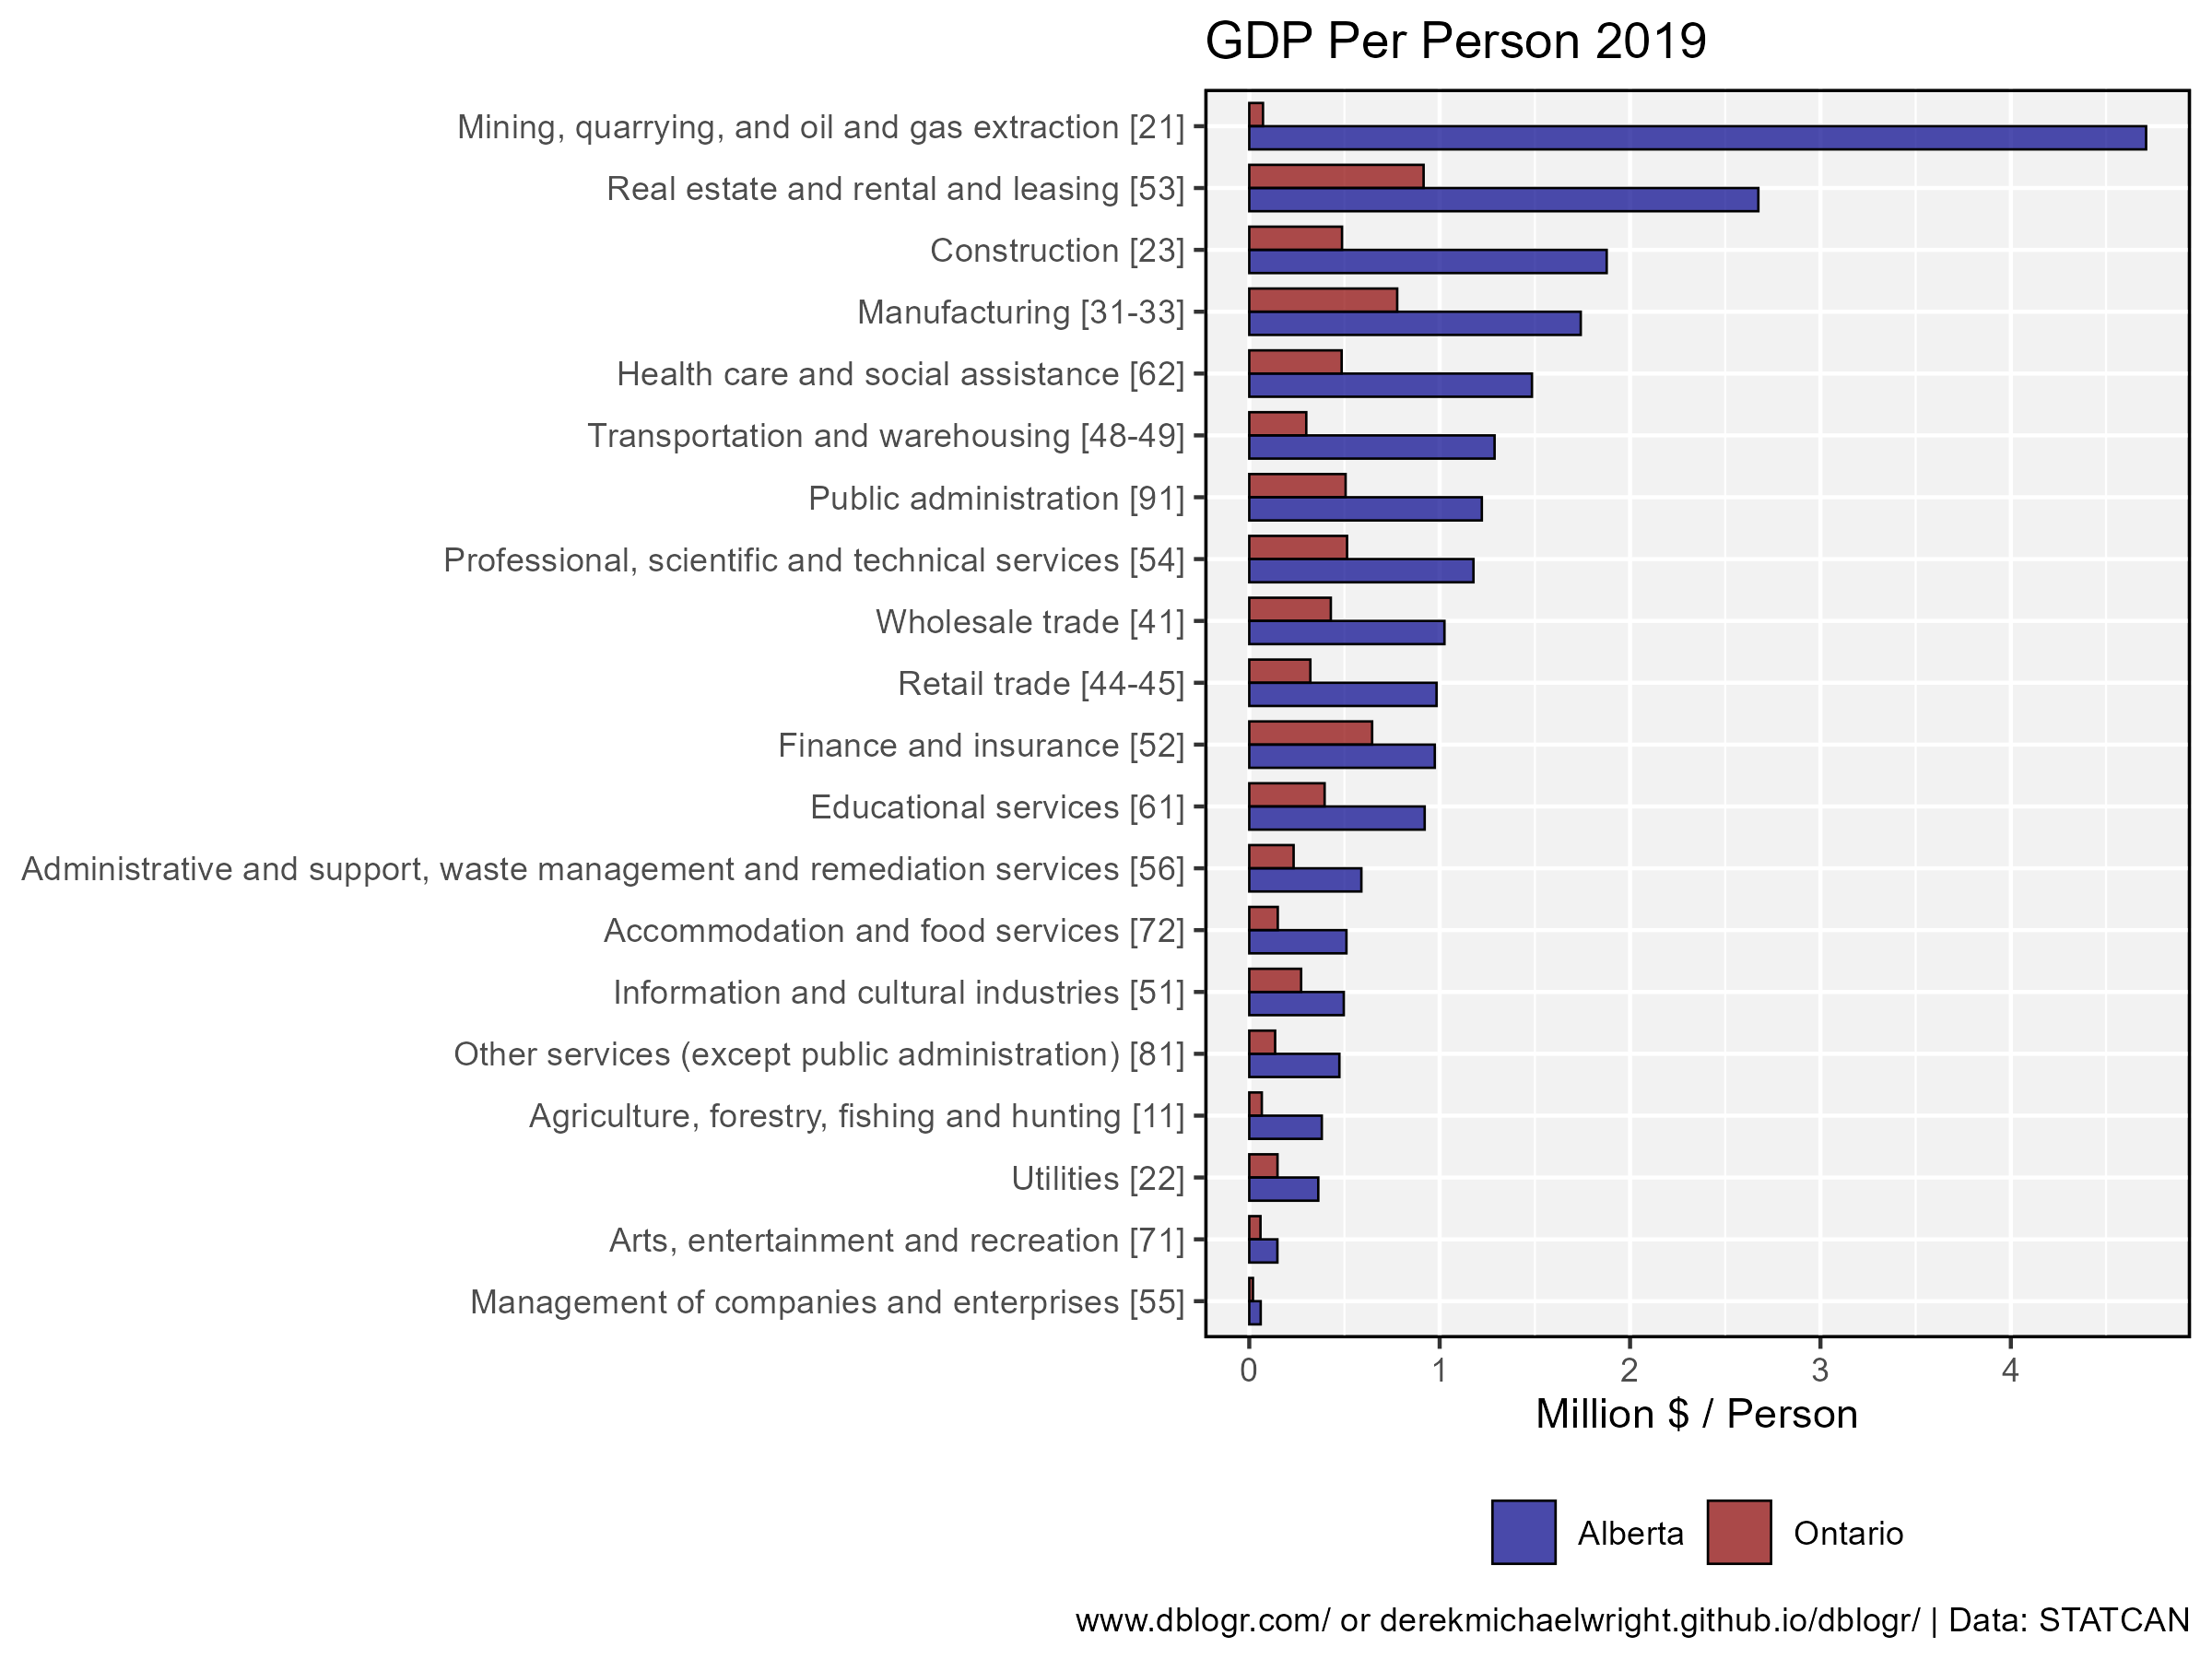 GDP Per Person 2019
Mining, quarrying, and oil and gas extraction [21]
Real estate and rental and leasing [53]
Construction [23]
Manufacturing [31-33]
Health care and social assistance [62]
Transportation and warehousing [48-49]
Public administration [91]
Professional, scientific and technical services [54]
Wholesale trade [41]
Retail trade [44-45]
Finance and insurance [52]
Educational services [61]
Administrative and support, waste management and remediation services [56]
Accommodation and food services [72]
Information and cultural industries [51]
Other services (except public administration) [81]
Agriculture, forestry, fishing and hunting [11]
Utilities [22]
Arts, entertainment and recreation [71]
Management of companies and enterprises [55]
0 1 2 3 4
Million $ / Person
Alberta Ontario
www.dblogr.com/ or derekmichaelwright.github.io/dblogr/ | Data: STATCAN